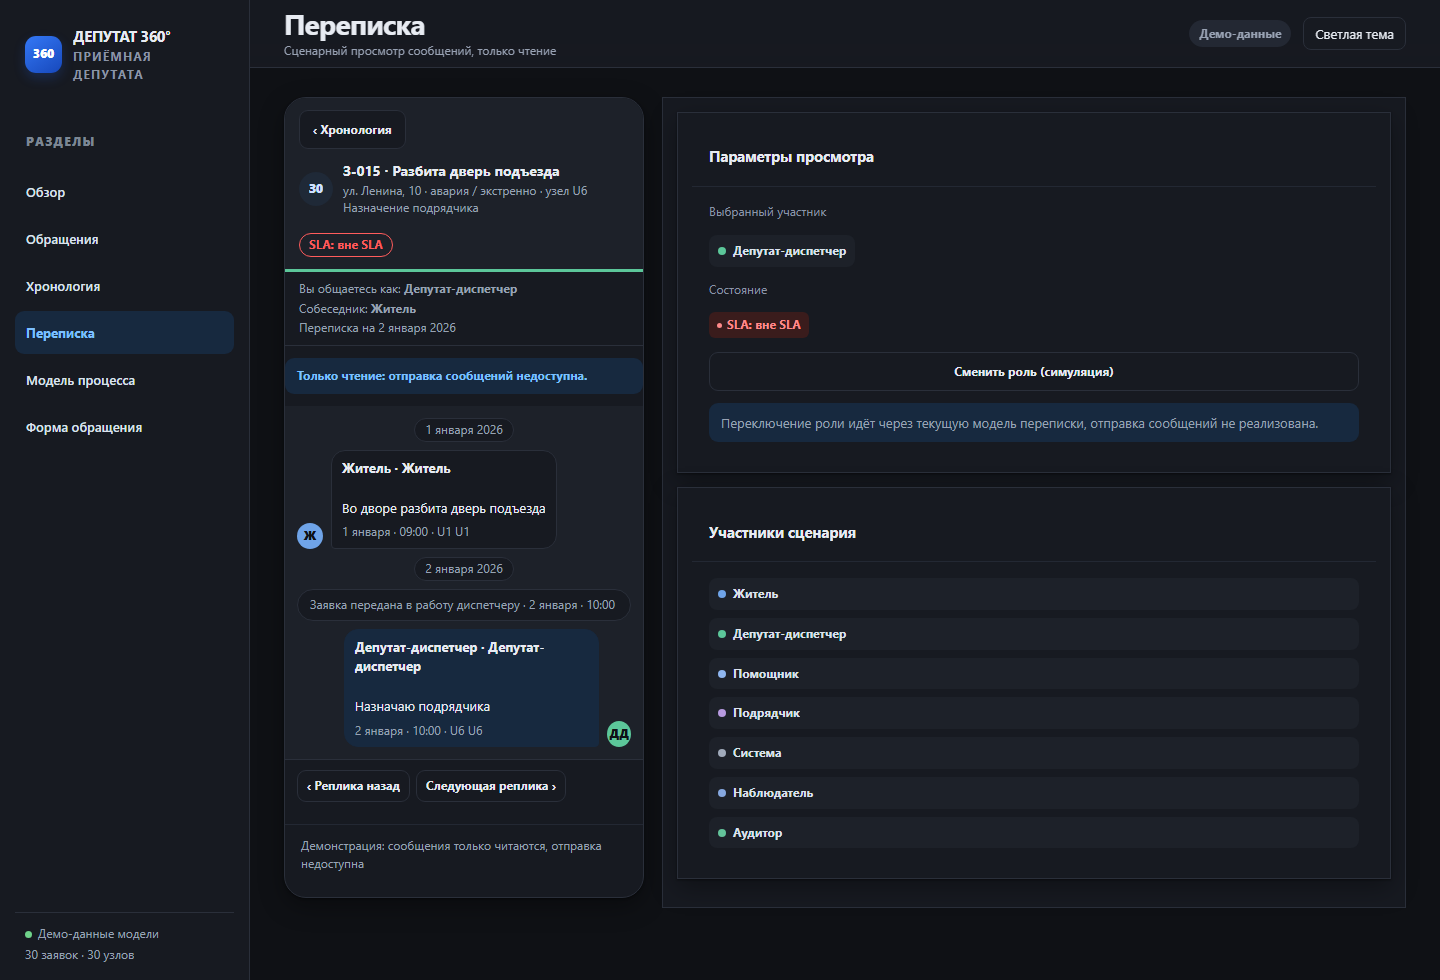 360
ДЕПУТАТ 360°
ПРИЁМНАЯ
ДЕПУТАТА
РАЗДЕЛЫ
Обзор
Обращения
Хронология
Переписка
Модель процесса
Форма обращения
Демо-данные модели
30 заявок · 30 узлов
Переписка
Сценарный просмотр сообщений, только чтение
Демо-данные
Светлая тема
‹ Хронология
30
З-015 · Разбита дверь подъезда
ул. Ленина, 10 · авария / экстренно · узел U6
Назначение подрядчика
SLA: вне SLA
Вы общаетесь как: Депутат-диспетчер
Собеседник: Житель
Переписка на 2 января 2026
Только чтение: отправка сообщений недоступна.
1 января 2026
Житель · Житель
Во дворе разбита дверь подъезда
1 января · 09:00 · U1 U1
Ж
2 января 2026
Заявка передана в работу диспетчеру · 2 января · 10:00
Депутат-диспетчер · Депутат-
диспетчер
Назначаю подрядчика
2 января · 10:00 · U6 U6
ДД
‹ Реплика назад
Следующая реплика ›
Демонстрация: сообщения только читаются, отправка
недоступна
Параметры просмотра
Выбранный участник
Депутат-диспетчер
Состояние
SLA: вне SLA
Сменить роль (симуляция)
Переключение роли идёт через текущую модель переписки, отправка сообщений не реализована.
Участники сценария
Житель
Депутат-диспетчер
Помощник
Подрядчик
Система
Наблюдатель
Аудитор